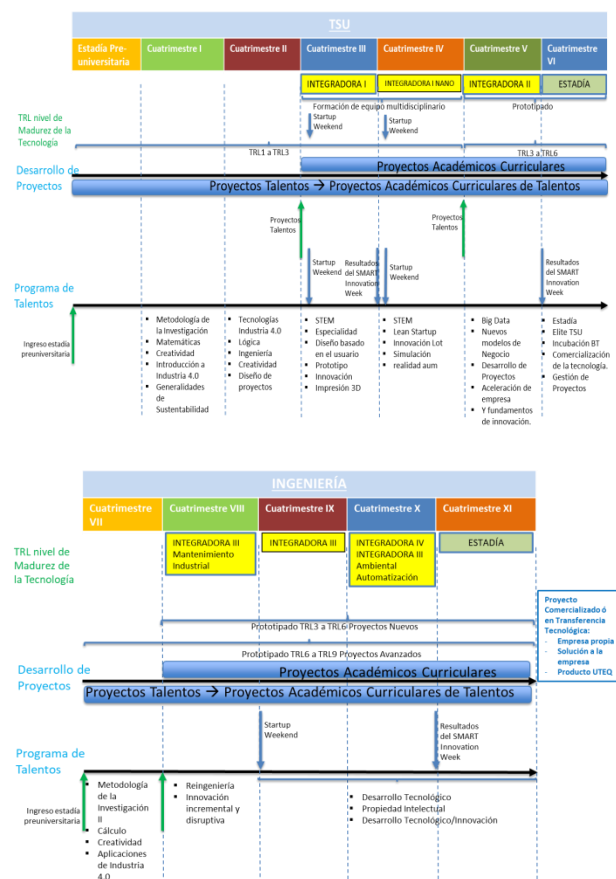 TSU
Estadía Pre-
universitaria
Cuatrimestre I
Cuatrimestre II
Cuatrimestre III
Cuatrimestre IV
Cuatrimestre V
Cuatrimestre
VI
INTEGRADORA I
INTEGRADORA I NANO
INTEGRADORA II
ESTADÍA
Formación de equipo multidisciplinario
Prototipado
TRL nivel de
Madurez de la
Tecnología
Startup
Weekend
Startup
Weekend
TRL1 a TRL3
TRL3 a TRL6
Desarrollo de
Proyectos
Proyectos Académicos Curriculares
Proyectos Talentos → Proyectos Académicos Curriculares de Talentos
Proyectos
Talentos
Proyectos
Talentos
Startup
Weekend
Resultados
del SMART
Innovation
Week
Startup
Weekend
Resultados
del SMART
Innovation
Week
Programa de
Talentos
Ingreso estadía
preuniversitaria
▪ Metodología de la
Investigación
▪ Matemáticas
▪ Creatividad
▪ Introducción a
Industria 4.0
▪ Generalidades
de
Sustentabilidad
▪ Tecnologías
Industria 4.0
▪ Lógica
▪ Ingeniería
▪ Creatividad
▪ Diseño de
proyectos
▪ STEM
▪ Especialidad
▪ Diseño basado
en el usuario
▪ Prototipo
▪ Innovación
▪ Impresión 3D
▪ STEM
▪ Lean Startup
▪ Innovación Lot
▪ Simulación
realidad aum
▪ Big Data
▪ Nuevos
modelos de
Negocio
▪ Desarrollo de
Proyectos
▪ Aceleración de
empresa
▪ Y fundamentos
de innovación.
▪ Estadía
▪ Elite TSU
▪ Incubación BT
▪ Comercialización
de la tecnología.
▪ Gestión de
Proyectos
INGENIERÍA
Cuatrimestre
VII
Cuatrimestre VIII
Cuatrimestre IX
Cuatrimestre X
Cuatrimestre XI
TRL nivel de
Madurez de
la Tecnología
INTEGRADORA III
Mantenimiento
Industrial
INTEGRADORA III
INTEGRADORA IV
INTEGRADORA III
Ambiental
Automatización
ESTADÍA
Proyecto
Comercializado ó
en Transferencia
Tecnológica:
- Empresa propia
- Solución a la
empresa
- Producto UTEQ
Prototipado TRL3 a TRL6 Proyectos Nuevos
Prototipado TRL6 a TRL9 Proyectos Avanzados
Desarrollo de
Proyectos
Proyectos Académicos Curriculares
Proyectos Talentos → Proyectos Académicos Curriculares de Talentos
Startup
Weekend
Resultados
del SMART
Innovation
Week
Programa de
Talentos
Ingreso estadía
preuniversitaria
▪ Metodología
de la
Investigación
II
▪ Cálculo
▪ Creatividad
▪ Aplicaciones
de Industria
4.0
▪ Reingeniería
▪ Innovación
incremental y
disruptiva
▪ Desarrollo Tecnológico
▪ Propiedad Intelectual
▪ Desarrollo Tecnológico/Innovación